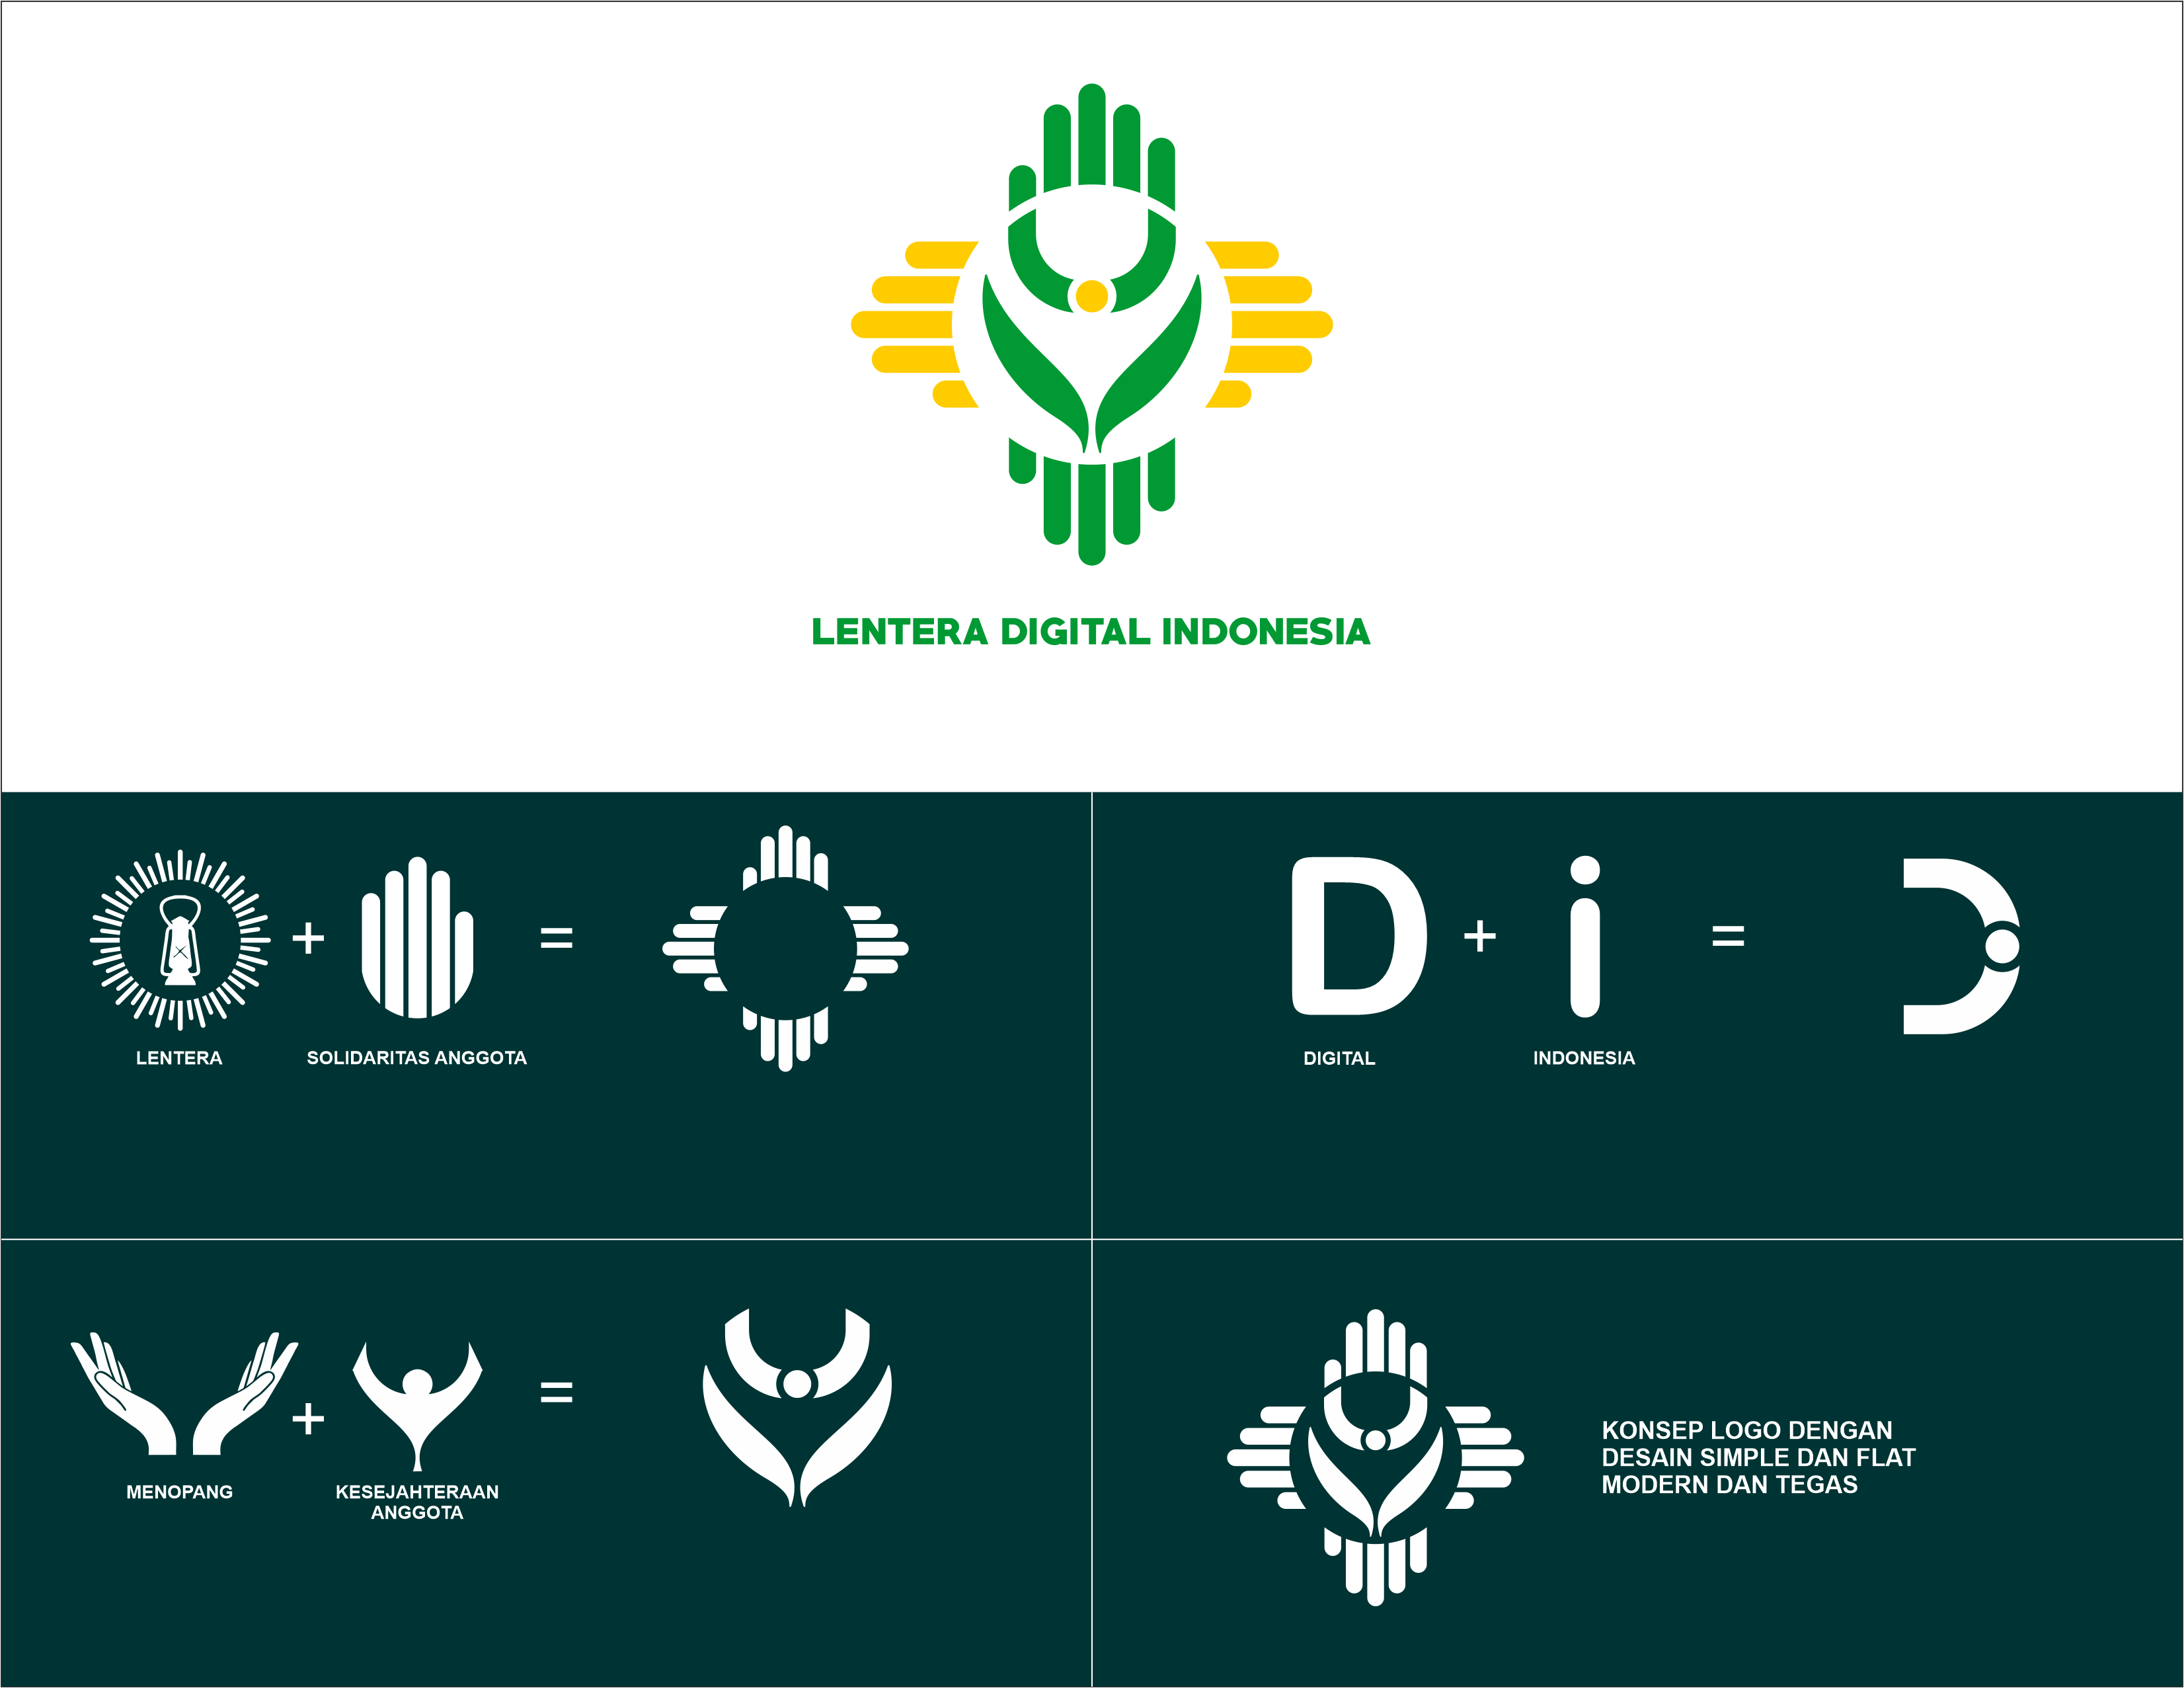 LENTERA DIGITAL INDONESIA
LENTERA
+
SOLIDARITAS ANGGOTA
=
D
DIGITAL
+
i
INDONESIA
=
MENOPANG
+
KESEJAHTERAAN
ANGGOTA
=
KONSEP LOGO DENGAN
DESAIN SIMPLE DAN FLAT
MODERN DAN TEGAS